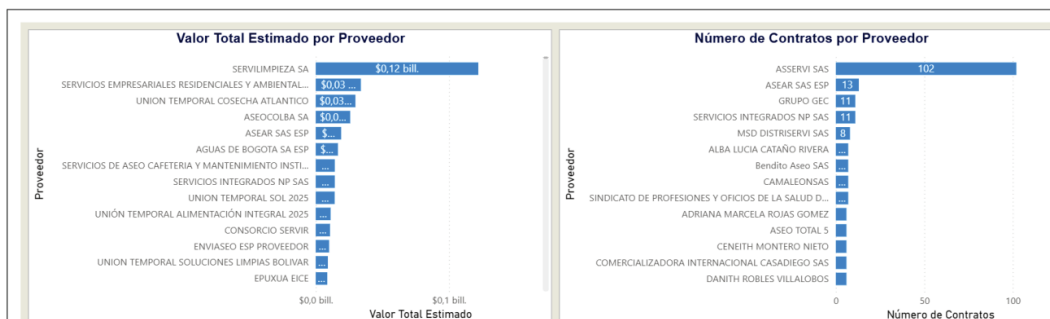 Valor Total Estimado por Proveedor
Proveedor
SERVILIMPIEZA SA $0,12 bill.
SERVICIOS EMPRESARIALES RESIDENCIALES Y AMBIENTAL... $0,03 ...
UNION TEMPORAL COSECHA ATLANTICO $0,03...
ASEOCOLBA SA $0,0...
ASEAR SAS ESP $...
AGUAS DE BOGOTA SA ESP $...
SERVICIOS DE ASEO CAFETERIA Y MANTENIMIENTO INSTI... ...
SERVICIOS INTEGRADOS NP SAS ...
UNION TEMPORAL SOL 2025 ...
UNIÓN TEMPORAL ALIMENTACIÓN INTEGRAL 2025 ...
CONSORCIO SERVIR ...
ENVIASEO ESP PROVEEDOR ...
UNION TEMPORAL SOLUCIONES LIMPIAS BOLIVAR ...
EPUXUA EICE ...
$0,0 bill. $0,1 bill.
Valor Total Estimado
Número de Contratos por Proveedor
Proveedor
ASSERVI SAS 102
ASEAR SAS ESP 13
GRUPO GEC 11
SERVICIOS INTEGRADOS NP SAS 11
MSD DISTRISERVI SAS 8
ALBA LUCIA CATAÑO RIVERA ...
Bendito Aseo SAS ...
CAMALEONSAS ...
SINDICATO DE PROFESIONES Y OFICIOS DE LA SALUD D... ...
ADRIANA MARCELA ROJAS GOMEZ
ASEO TOTAL 5
CENEITH MONTERO NIETO
COMERCIALIZADORA INTERNACIONAL CASADIEGO SAS
DANITH ROBLES VILLALOBOS
0 50 100
Número de Contratos